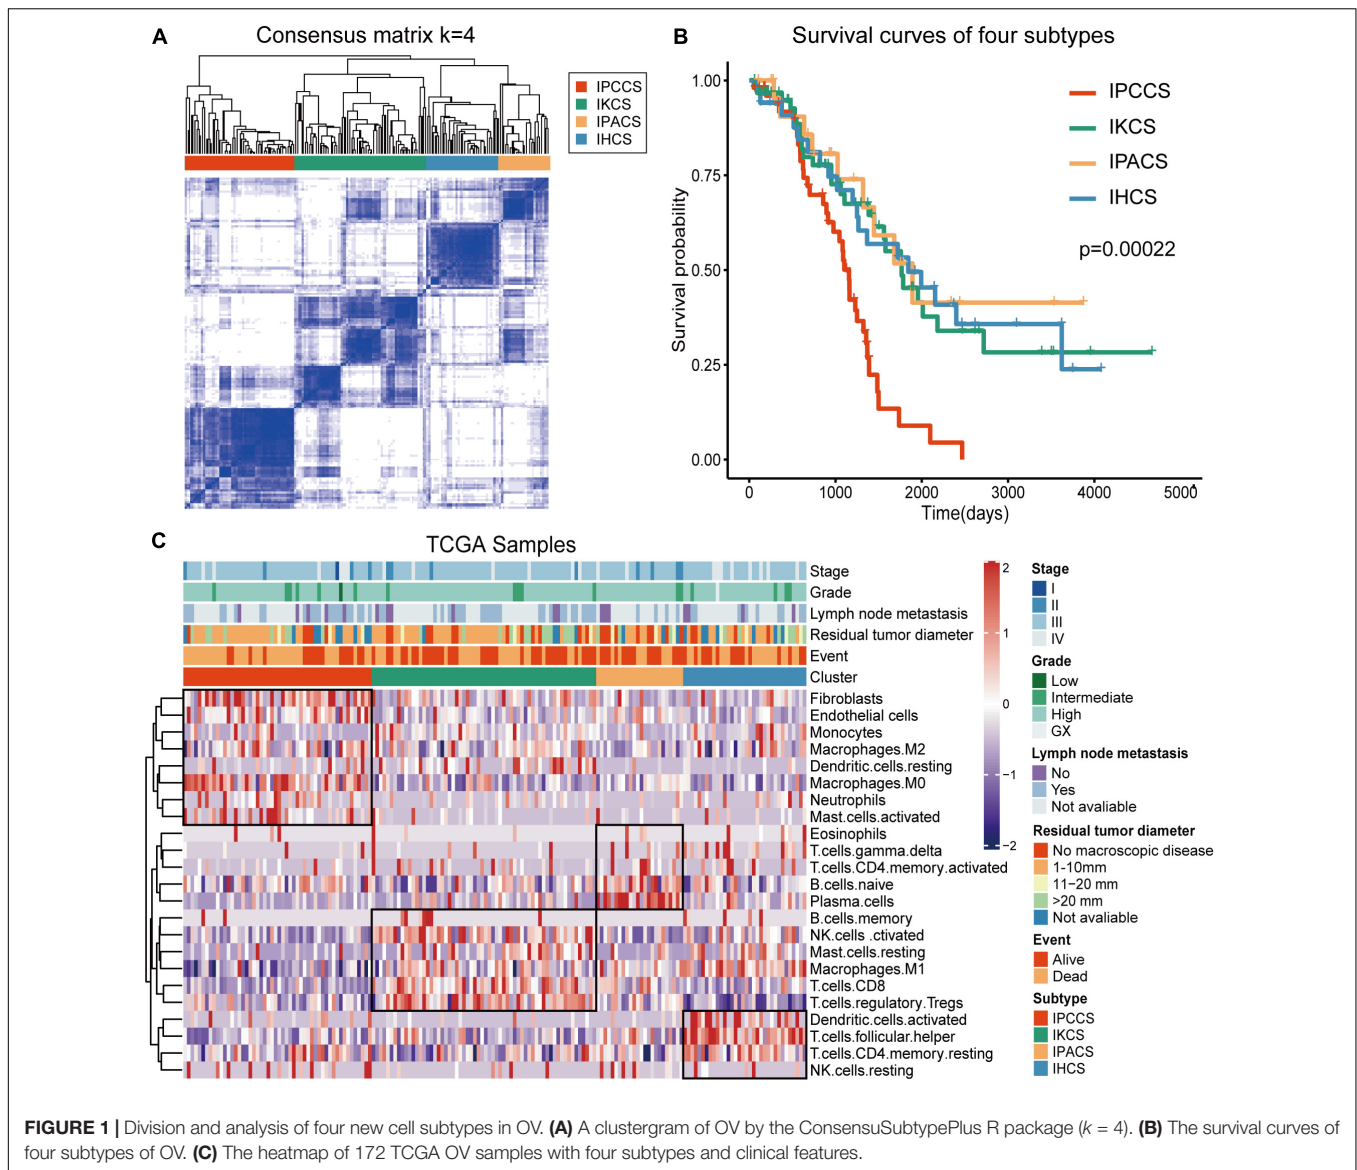 A
Consensus matrix k=4
IPCCS
IKCS
IPACS
IHCS
B
Survival curves of four subtypes
Survival probability
1.00
0.75
0.50
0.25
0.00
0
1000
2000
3000
4000
5000
Time(days)
IPCCS
IKCS
IPACS
IHCS
p=0.00022
C
TCGA Samples
Stage
Grade
Lymph node metastasis
Residual tumor diameter
Event
Cluster
Fibroblasts
Endothelial cells
Monocytes
Macrophages.M2
Dendritic.cells.resting
Macrophages.M0
Neutrophils
Mast.cells.activated
Eosinophils
T.cells.gamma.delta
T.cells.CD4.memory.activated
B.cells.naive
Plasma.cells
B.cells.memory
NK.cells .ctivated
Mast.cells.resting
Macrophages.M1
T.cells.CD8
T.cells.regulatory.Tregs
Dendritic.cells.activated
T.cells.follicular.helper
T.cells.CD4.memory.resting
NK.cells.resting
2
1
0
−1
−2
Stage
I
II
III
IV
Grade
Low
Intermediate
High
GX
Lymph node metastasis
No
Yes
Not avaliable
Residual tumor diameter
No macroscopic disease
1-10mm
11−20 mm
>20 mm
Not avaliable
Event
Alive
Dead
Subtype
IPCCS
IKCS
IPACS
IHCS
FIGURE 1 | Division and analysis of four new cell subtypes in OV. (A) A clustergram of OV by the ConsensuSubtypePlus R package (k = 4). (B) The survival curves of
four subtypes of OV. (C) The heatmap of 172 TCGA OV samples with four subtypes and clinical features.